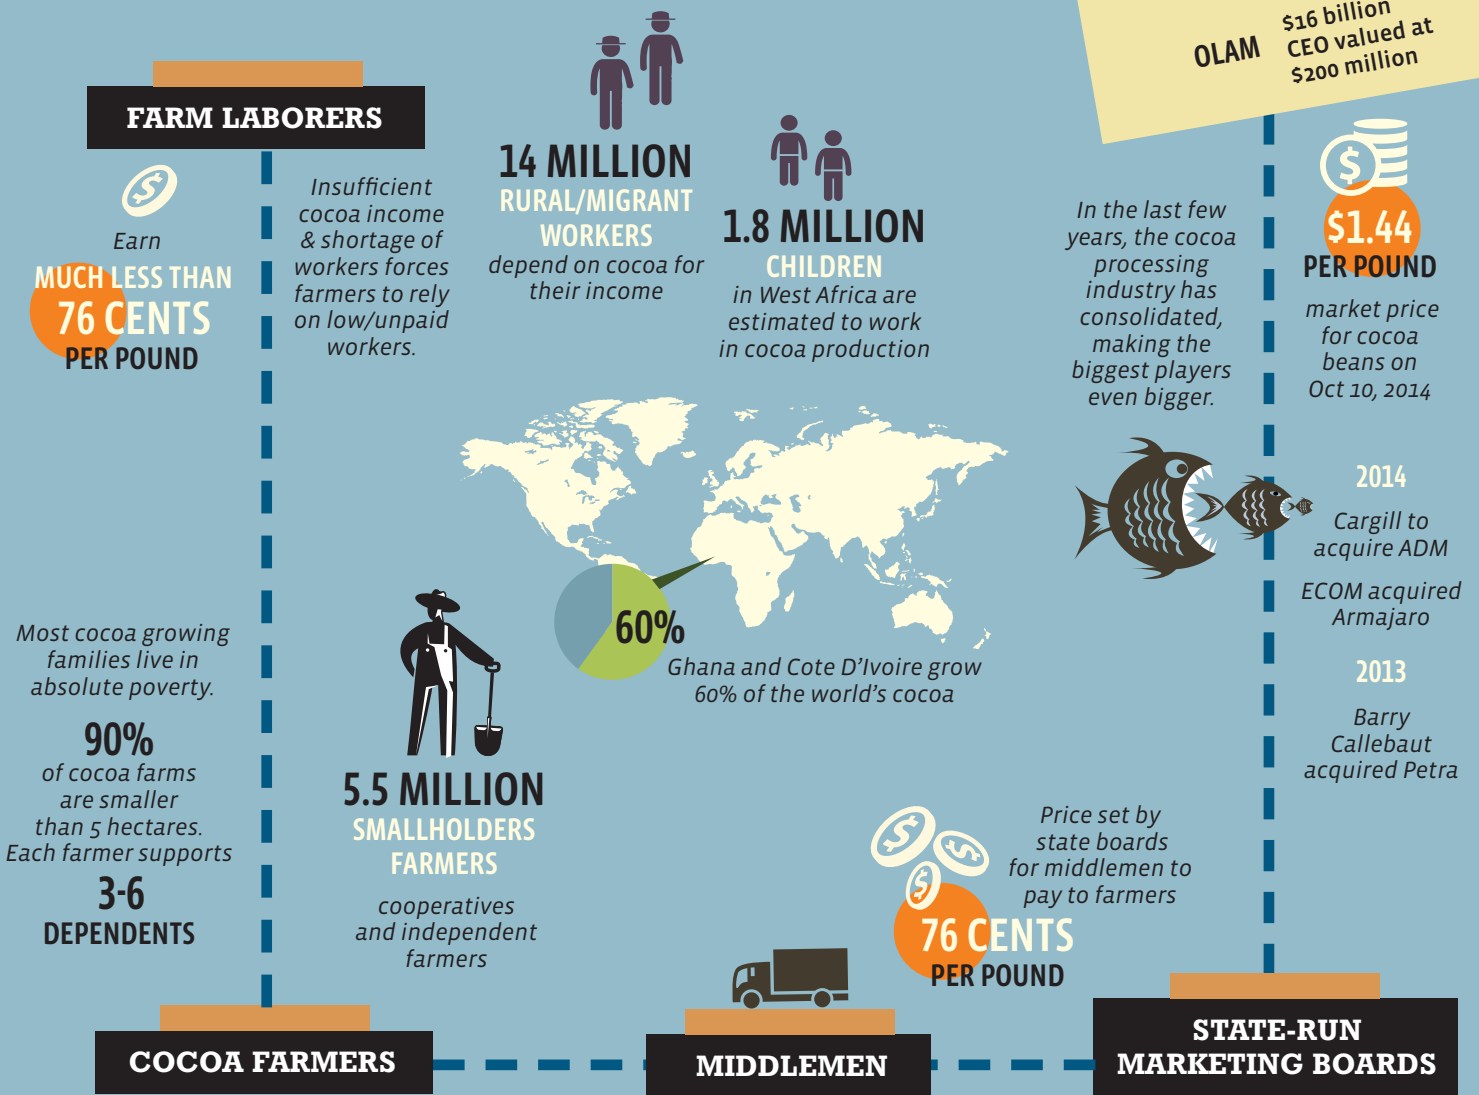 OLAM
$16 billion
CEO valued at
$200 million
FARM LABORERS
Earn
MUCH LESS THAN
76 CENTS
PER POUND
Insufficient
cocoa income
& shortage of
workers forces
farmers to rely
on low/unpaid
workers.
14 MILLION
RURAL/MIGRANT
WORKERS
depend on cocoa for
their income
1.8 MILLION
CHILDREN
in West Africa are
estimated to work
in cocoa production
In the last few
years, the cocoa
processing
industry has
consolidated,
making the
biggest players
even bigger.
$
$1.44
PER POUND
market price
for cocoa
beans on
Oct 10, 2014
2014
Cargill to
acquire ADM
ECOM acquired
Armajaro
2013
Barry
Callebaut
acquired Petra
60%
Ghana and Cote D'Ivoire grow
60% of the world's cocoa
Most cocoa growing
families live in
absolute poverty.
90%
of cocoa farms
are smaller
than 5 hectares.
Each farmer supports
3-6
DEPENDENTS
5.5 MILLION
SMALLHOLDERS
FARMERS
cooperatives
and independent
farmers
Price set by
state boards
for middlemen to
pay to farmers
76 CENTS
PER POUND
COCOA FARMERS
MIDDLEMEN
STATE-RUN
MARKETING BOARDS